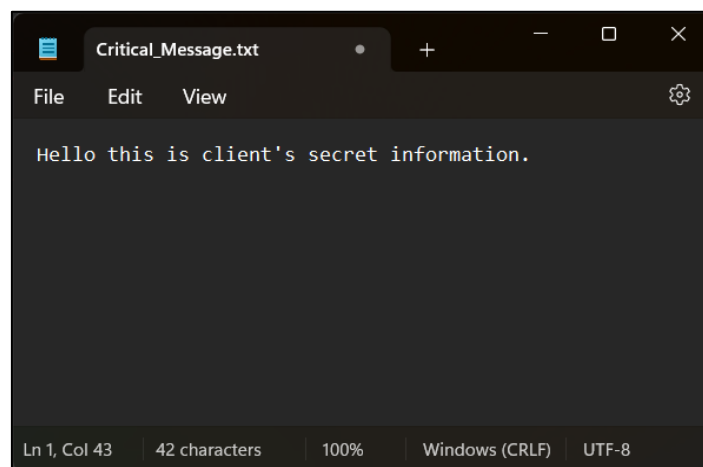 Critical_Message.txt
File Edit View
Hello this is client's secret information.
Ln 1, Col 43 42 characters 100% Windows (CRLF) UTF-8